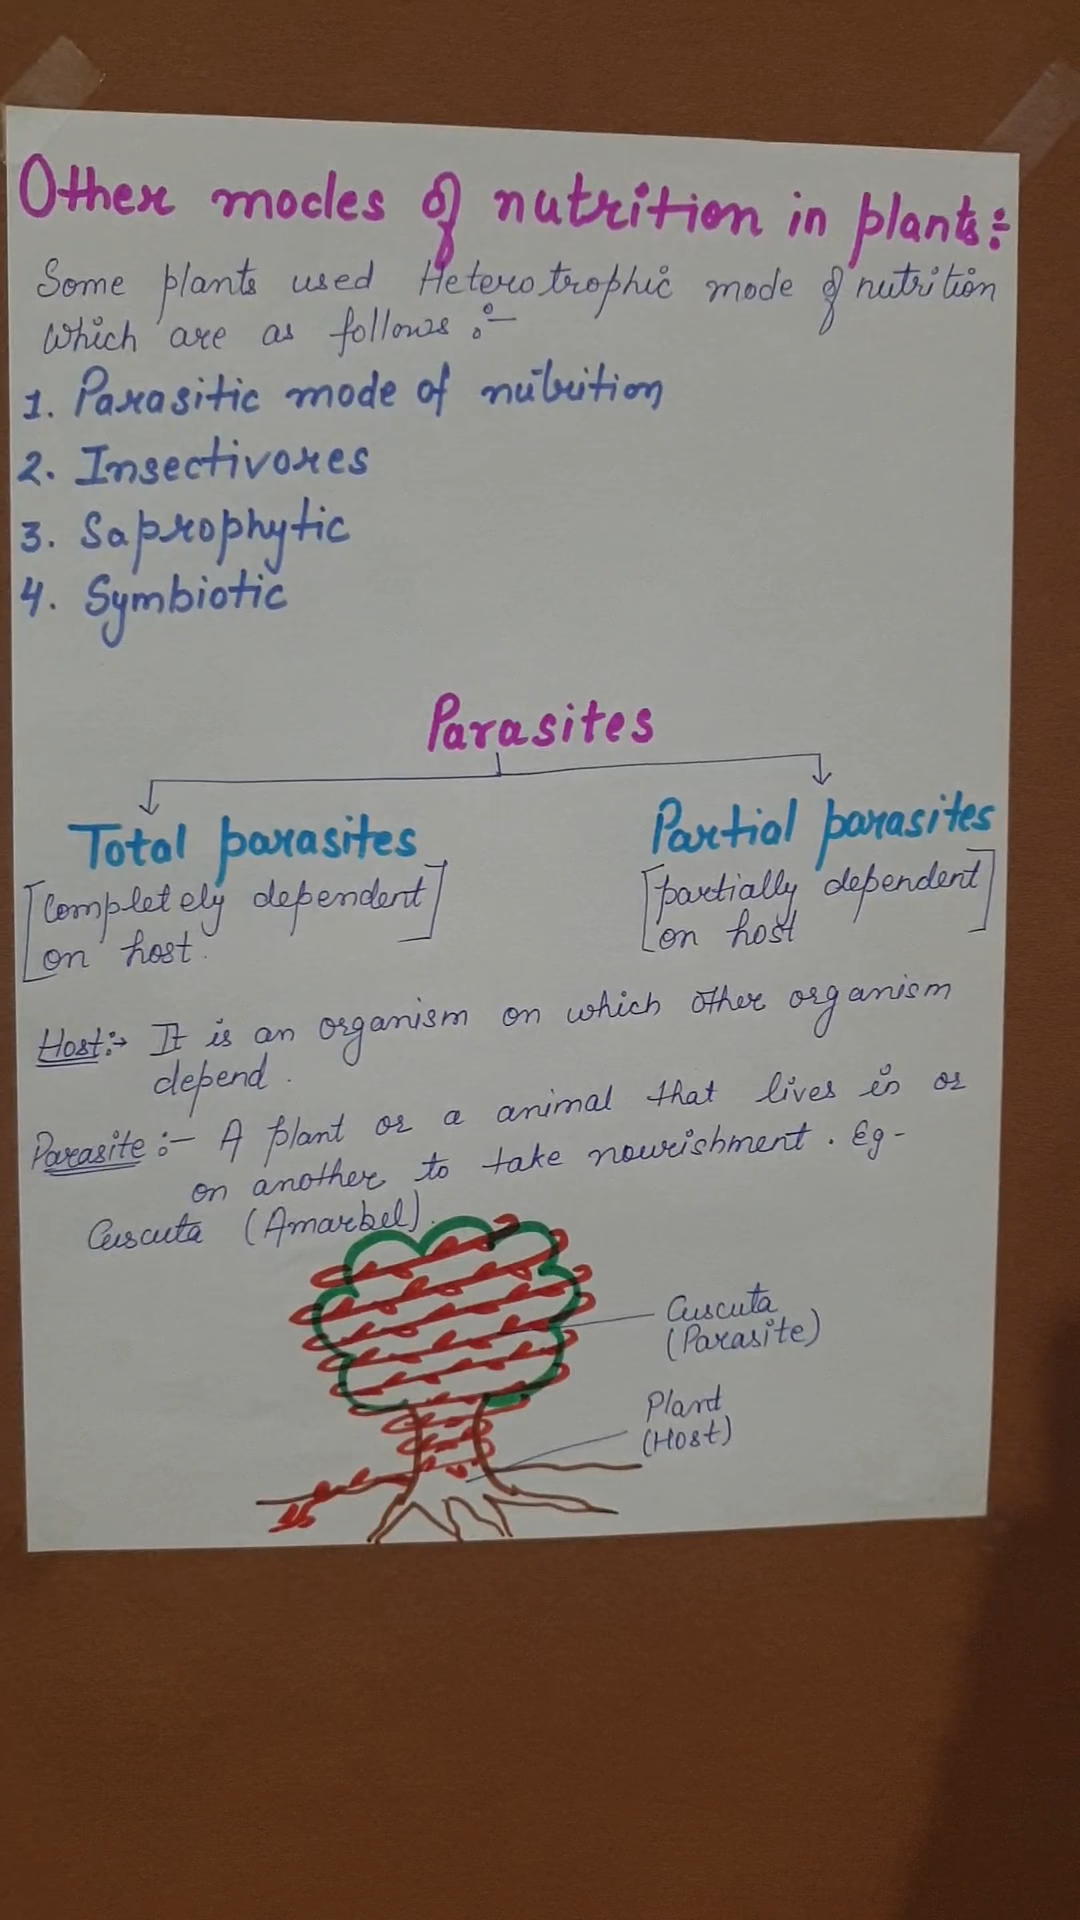 Other modes of nutrition in plants:-
Some plants used Heterotrophic mode of nutrition
which are as follows :-
1. Parasitic mode of nutrition
2. Insectivores
3. Saprophytic
4. Symbiotic
Parasites
Total parasites
[completely dependent]
on host.
Partial parasites
[partially dependent]
on host
Host:→ It is an organism on which other organism
depend.
Parasite :- A plant or a animal that lives in or
on another to take nourishment. Eg-
Cuscuta (Amarbel).
Cuscuta
(Parasite)
Plant
(Host)